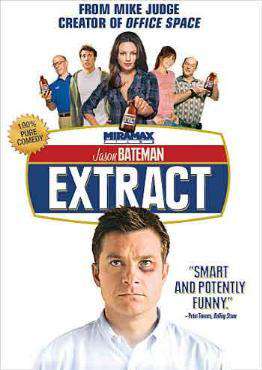 FROM MIKE JUDGE
CREATOR OF OFFICE SPACE
100%
PURE
COMEDY
MIRAMAX
Jason BATEMAN
EXTRACT
"SMART
AND POTENTLY
FUNNY."
–Peter Travers, Rolling Stone